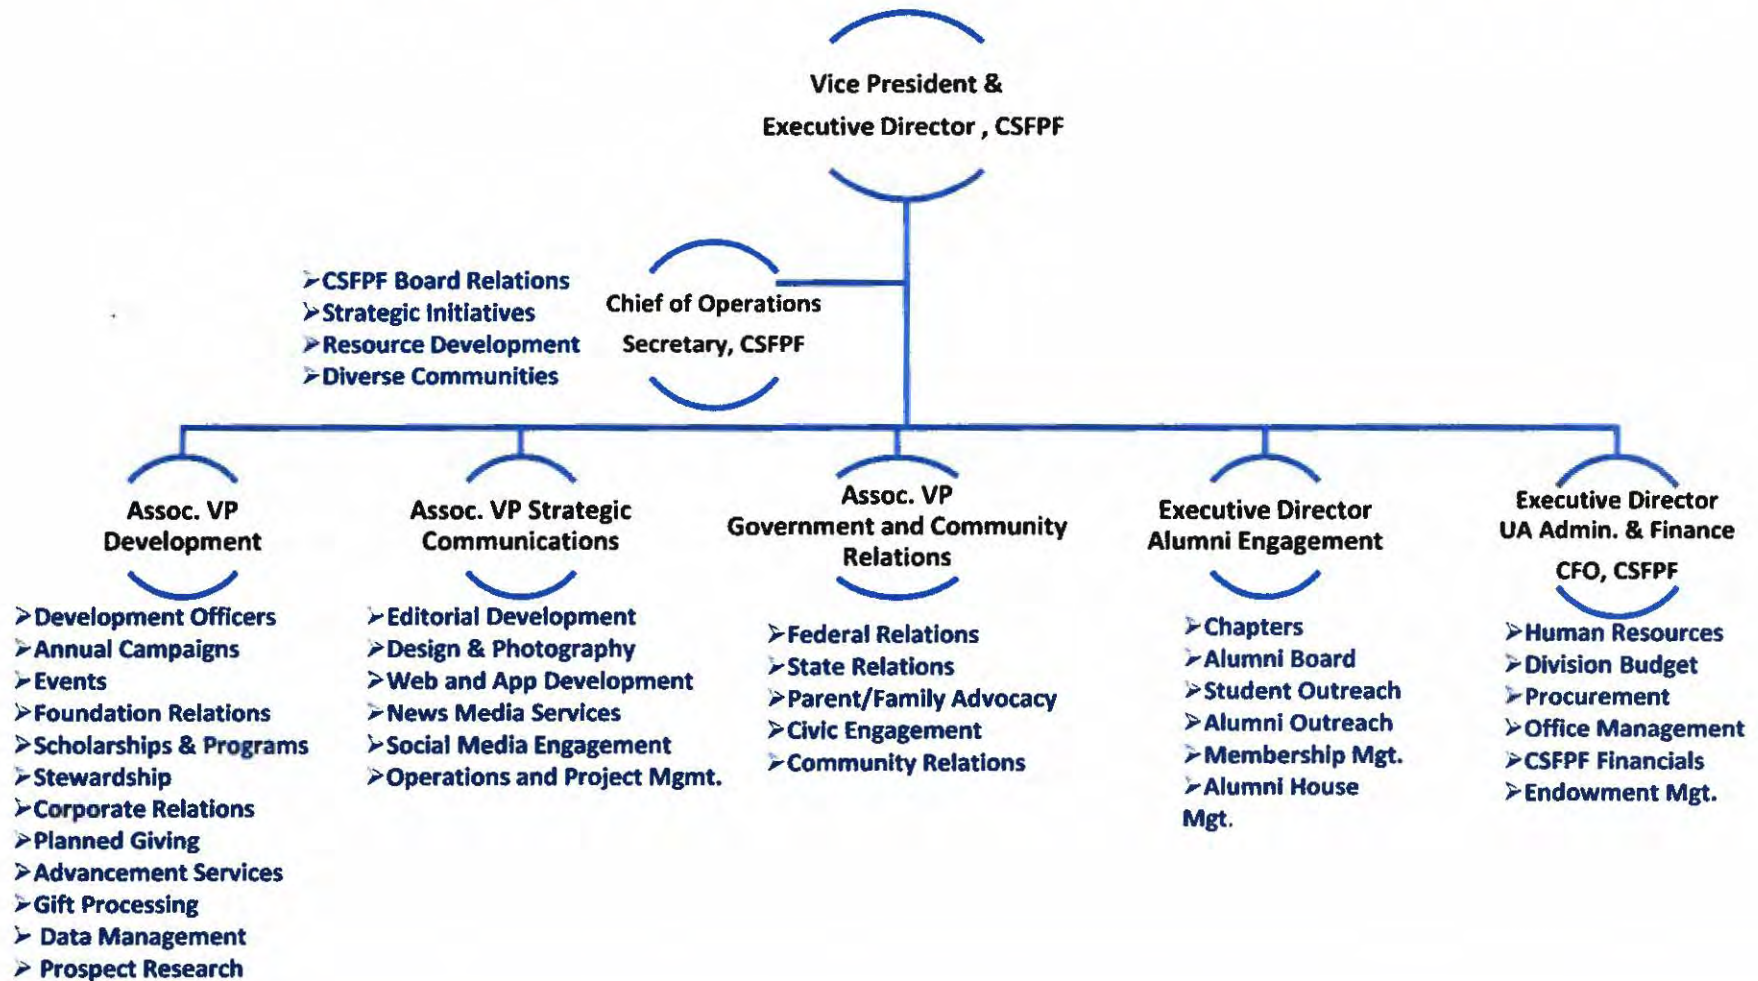 Vice President &
Executive Director , CSFPF
➢CSFPF Board Relations
➢Strategic Initiatives
➢Resource Development
➢Diverse Communities
Chief of Operations
Secretary, CSFPF
Assoc. VP
Development
➢Development Officers
➢Annual Campaigns
➢Events
➢Foundation Relations
➢Scholarships & Programs
➢Stewardship
➢Corporate Relations
➢Planned Giving
➢Advancement Services
➢Gift Processing
➢ Data Management
➢ Prospect Research
Assoc. VP Strategic
Communications
➢Editorial Development
➢Design & Photography
➢Web and App Development
➢News Media Services
➢Social Media Engagement
➢Operations and Project Mgmt.
Assoc. VP
Government and Community
Relations
➢Federal Relations
➢State Relations
➢Parent/Family Advocacy
➢Civic Engagement
➢Community Relations
Executive Director
Alumni Engagement
➢Chapters
➢Alumni Board
➢Student Outreach
➢Alumni Outreach
➢Membership Mgt.
➢Alumni House
Mgt.
Executive Director
UA Admin. & Finance
CFO, CSFPF
➢Human Resources
➢Division Budget
➢Procurement
➢Office Management
➢CSFPF Financials
➢Endowment Mgt.